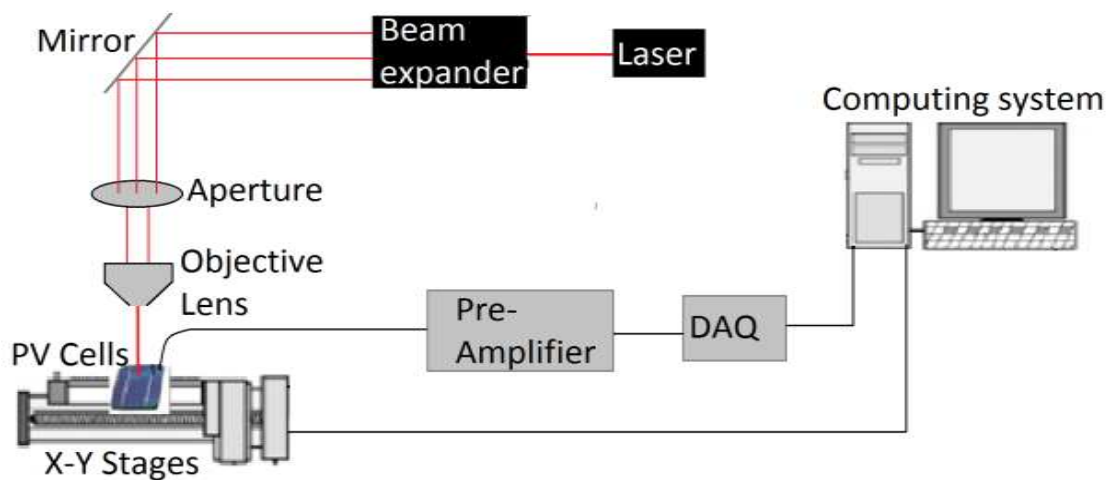 Mirror
Beam
expander
Laser
Computing system
Aperture
Objective
Lens
Pre-
Amplifier
DAQ
PV Cells
X-Y Stages